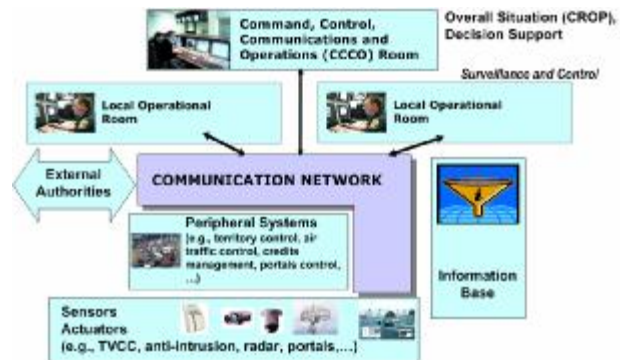 Command, Control,
Communications and
Operations (CCCO) Room
Overall Situation (CROP),
Decision Support
Surveillance and Control
Local Operational
Room
Local Operational
Room
External
Authorities
COMMUNICATION NETWORK
Peripheral Systems
(e.g., territory control, air
traffic control, credits
management, portals control,
...)
Information
Base
Sensors
Actuators
(e.g., TVCC, anti-intrusion, radar, portals,...)